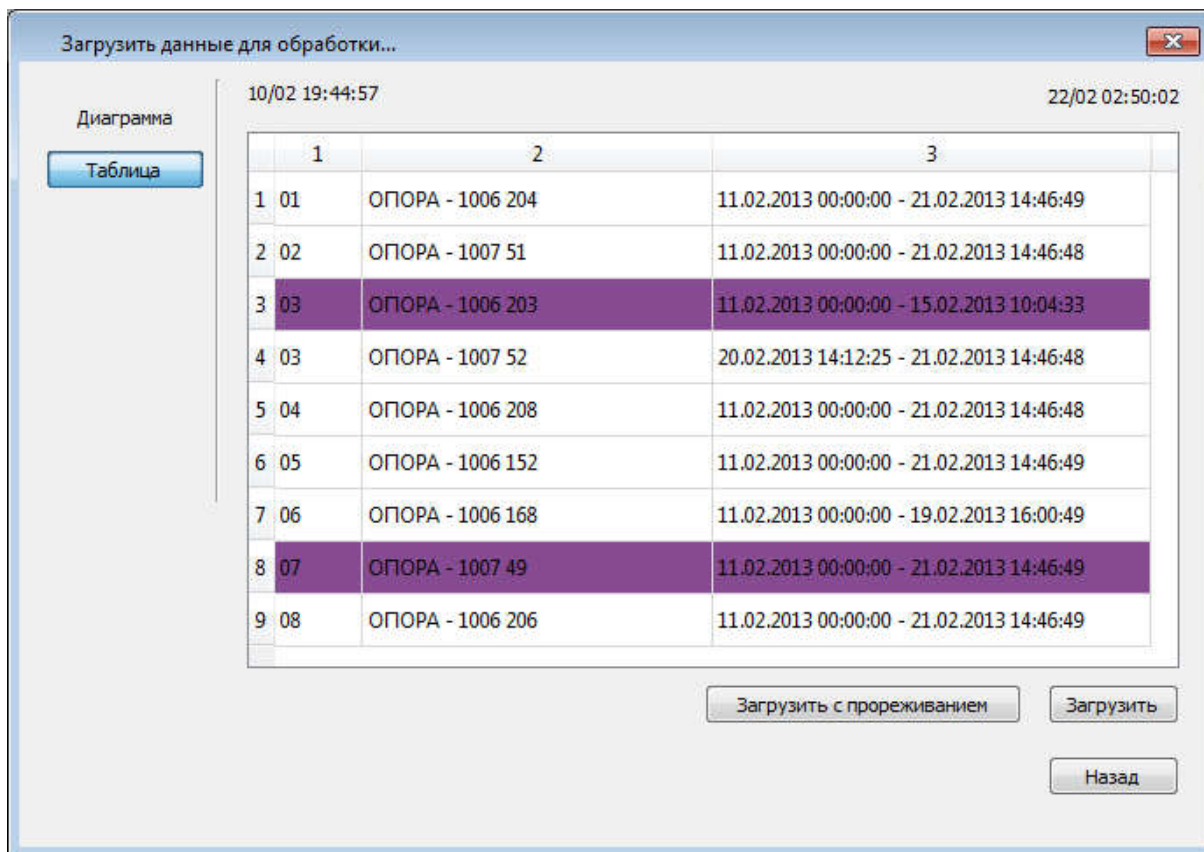 Загрузить данные для обработки...
10/02 19:44:57 22/02 02:50:02
Диаграмма
Таблица
1 2 3
1 01 ОПОРА - 1006 204 11.02.2013 00:00:00 - 21.02.2013 14:46:49
2 02 ОПОРА - 1007 51 11.02.2013 00:00:00 - 21.02.2013 14:46:48
3 03 ОПОРА - 1006 203 11.02.2013 00:00:00 - 15.02.2013 10:04:33
4 03 ОПОРА - 1007 52 20.02.2013 14:12:25 - 21.02.2013 14:46:48
5 04 ОПОРА - 1006 208 11.02.2013 00:00:00 - 21.02.2013 14:46:48
6 05 ОПОРА - 1006 152 11.02.2013 00:00:00 - 21.02.2013 14:46:49
7 06 ОПОРА - 1006 168 11.02.2013 00:00:00 - 19.02.2013 16:00:49
8 07 ОПОРА - 1007 49 11.02.2013 00:00:00 - 21.02.2013 14:46:49
9 08 ОПОРА - 1006 206 11.02.2013 00:00:00 - 21.02.2013 14:46:49
Загрузить с прореживанием Загрузить
Назад